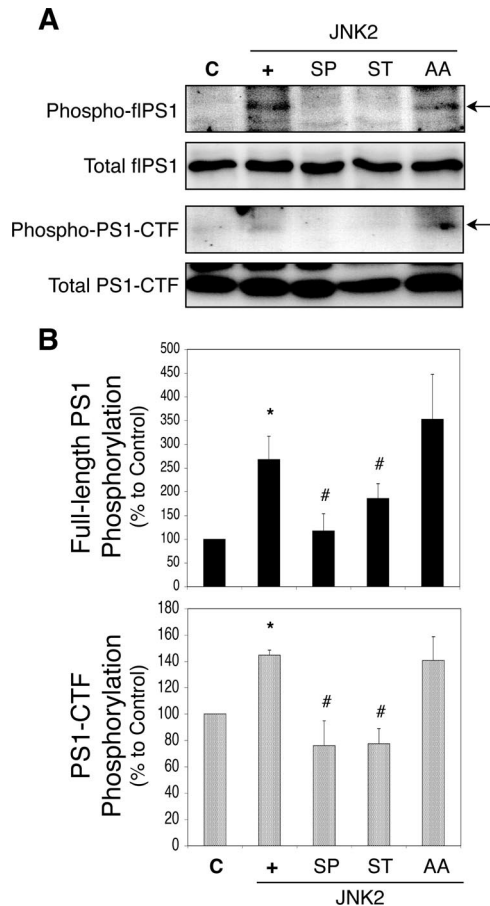 A
JNK2
C + SP ST AA
Phospho-flPS1
Total flPS1
Phospho-PS1-CTF
Total PS1-CTF
B
Full-length PS1
Phosphorylation
(% to Control)
500
450
400
350
300
250
200
150
100
50
0
*
#
#
PS1-CTF
Phosphorylation
(% to Control)
160
140
120
100
80
60
40
20
0
*
#
#
C + SP ST AA
JNK2